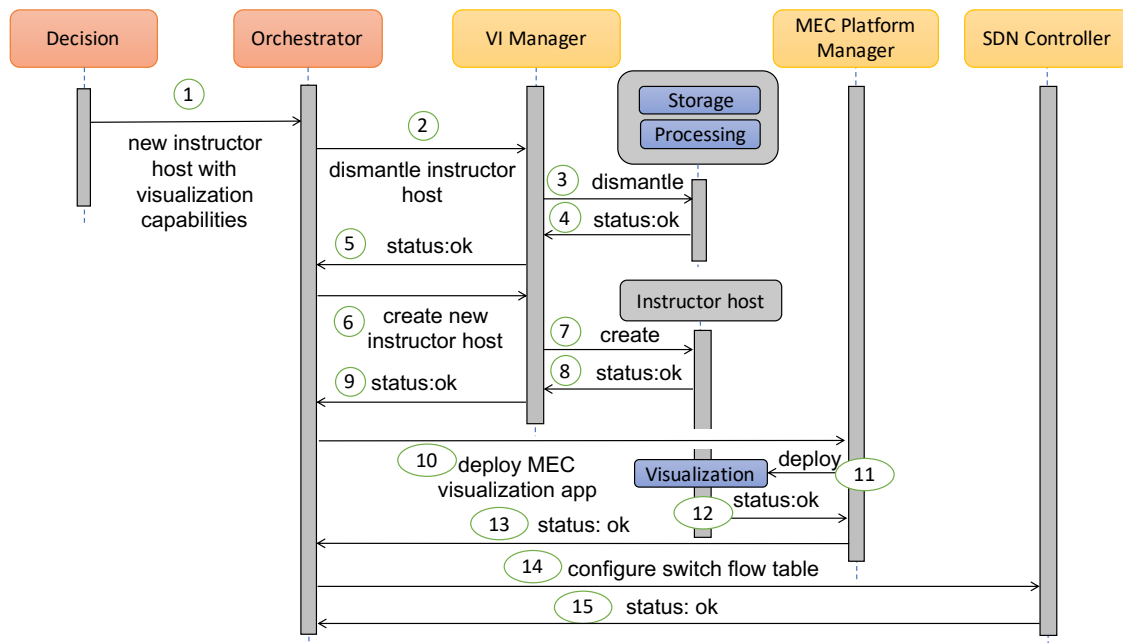 Decision
Orchestrator
VI Manager
MEC Platform
Manager
SDN Controller
Storage
Processing
1
new instructor
host with
visualization
capabilities
2
dismantle instructor
host
3 dismantle
4 status:ok
5 status:ok
Instructor host
6 create new
instructor host
7 create
8 status:ok
9 status:ok
10 deploy MEC
visualization app
Visualization
deploy 11
12 status:ok
13 status: ok
14 configure switch flow table
15 status: ok